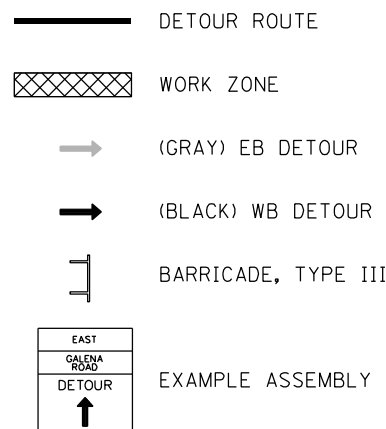 DETOUR ROUTE
WORK ZONE
(GRAY) EB DETOUR
(BLACK) WB DETOUR
BARRICADE, TYPE III
EAST
GALENA
ROAD
DETOUR
EXAMPLE ASSEMBLY